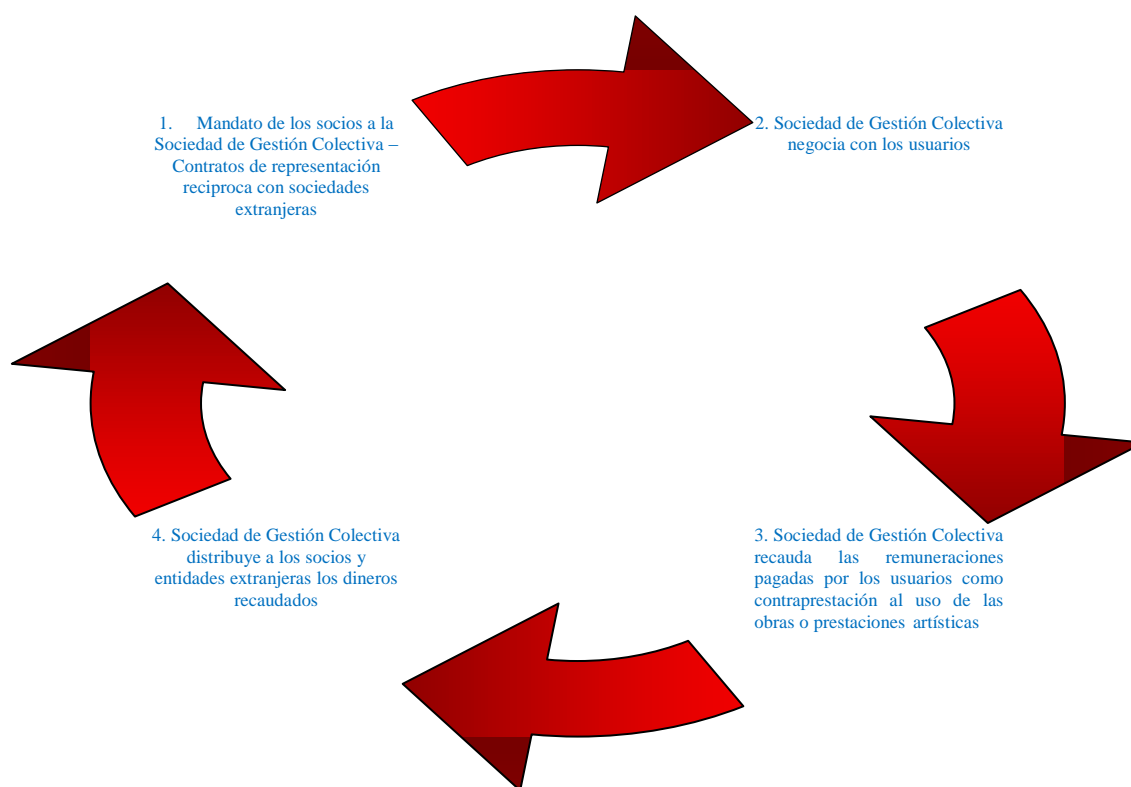 1. Mandato de los socios a la
Sociedad de Gestión Colectiva –
Contratos de representación
reciproca con sociedades
extranjeras
2. Sociedad de Gestión Colectiva
negocia con los usuarios
3. Sociedad de Gestión Colectiva
recauda las remuneraciones
pagadas por los usuarios como
contraprestación al uso de las
obras o prestaciones artísticas
4. Sociedad de Gestión Colectiva
distribuye a los socios y
entidades extranjeras los dineros
recaudados